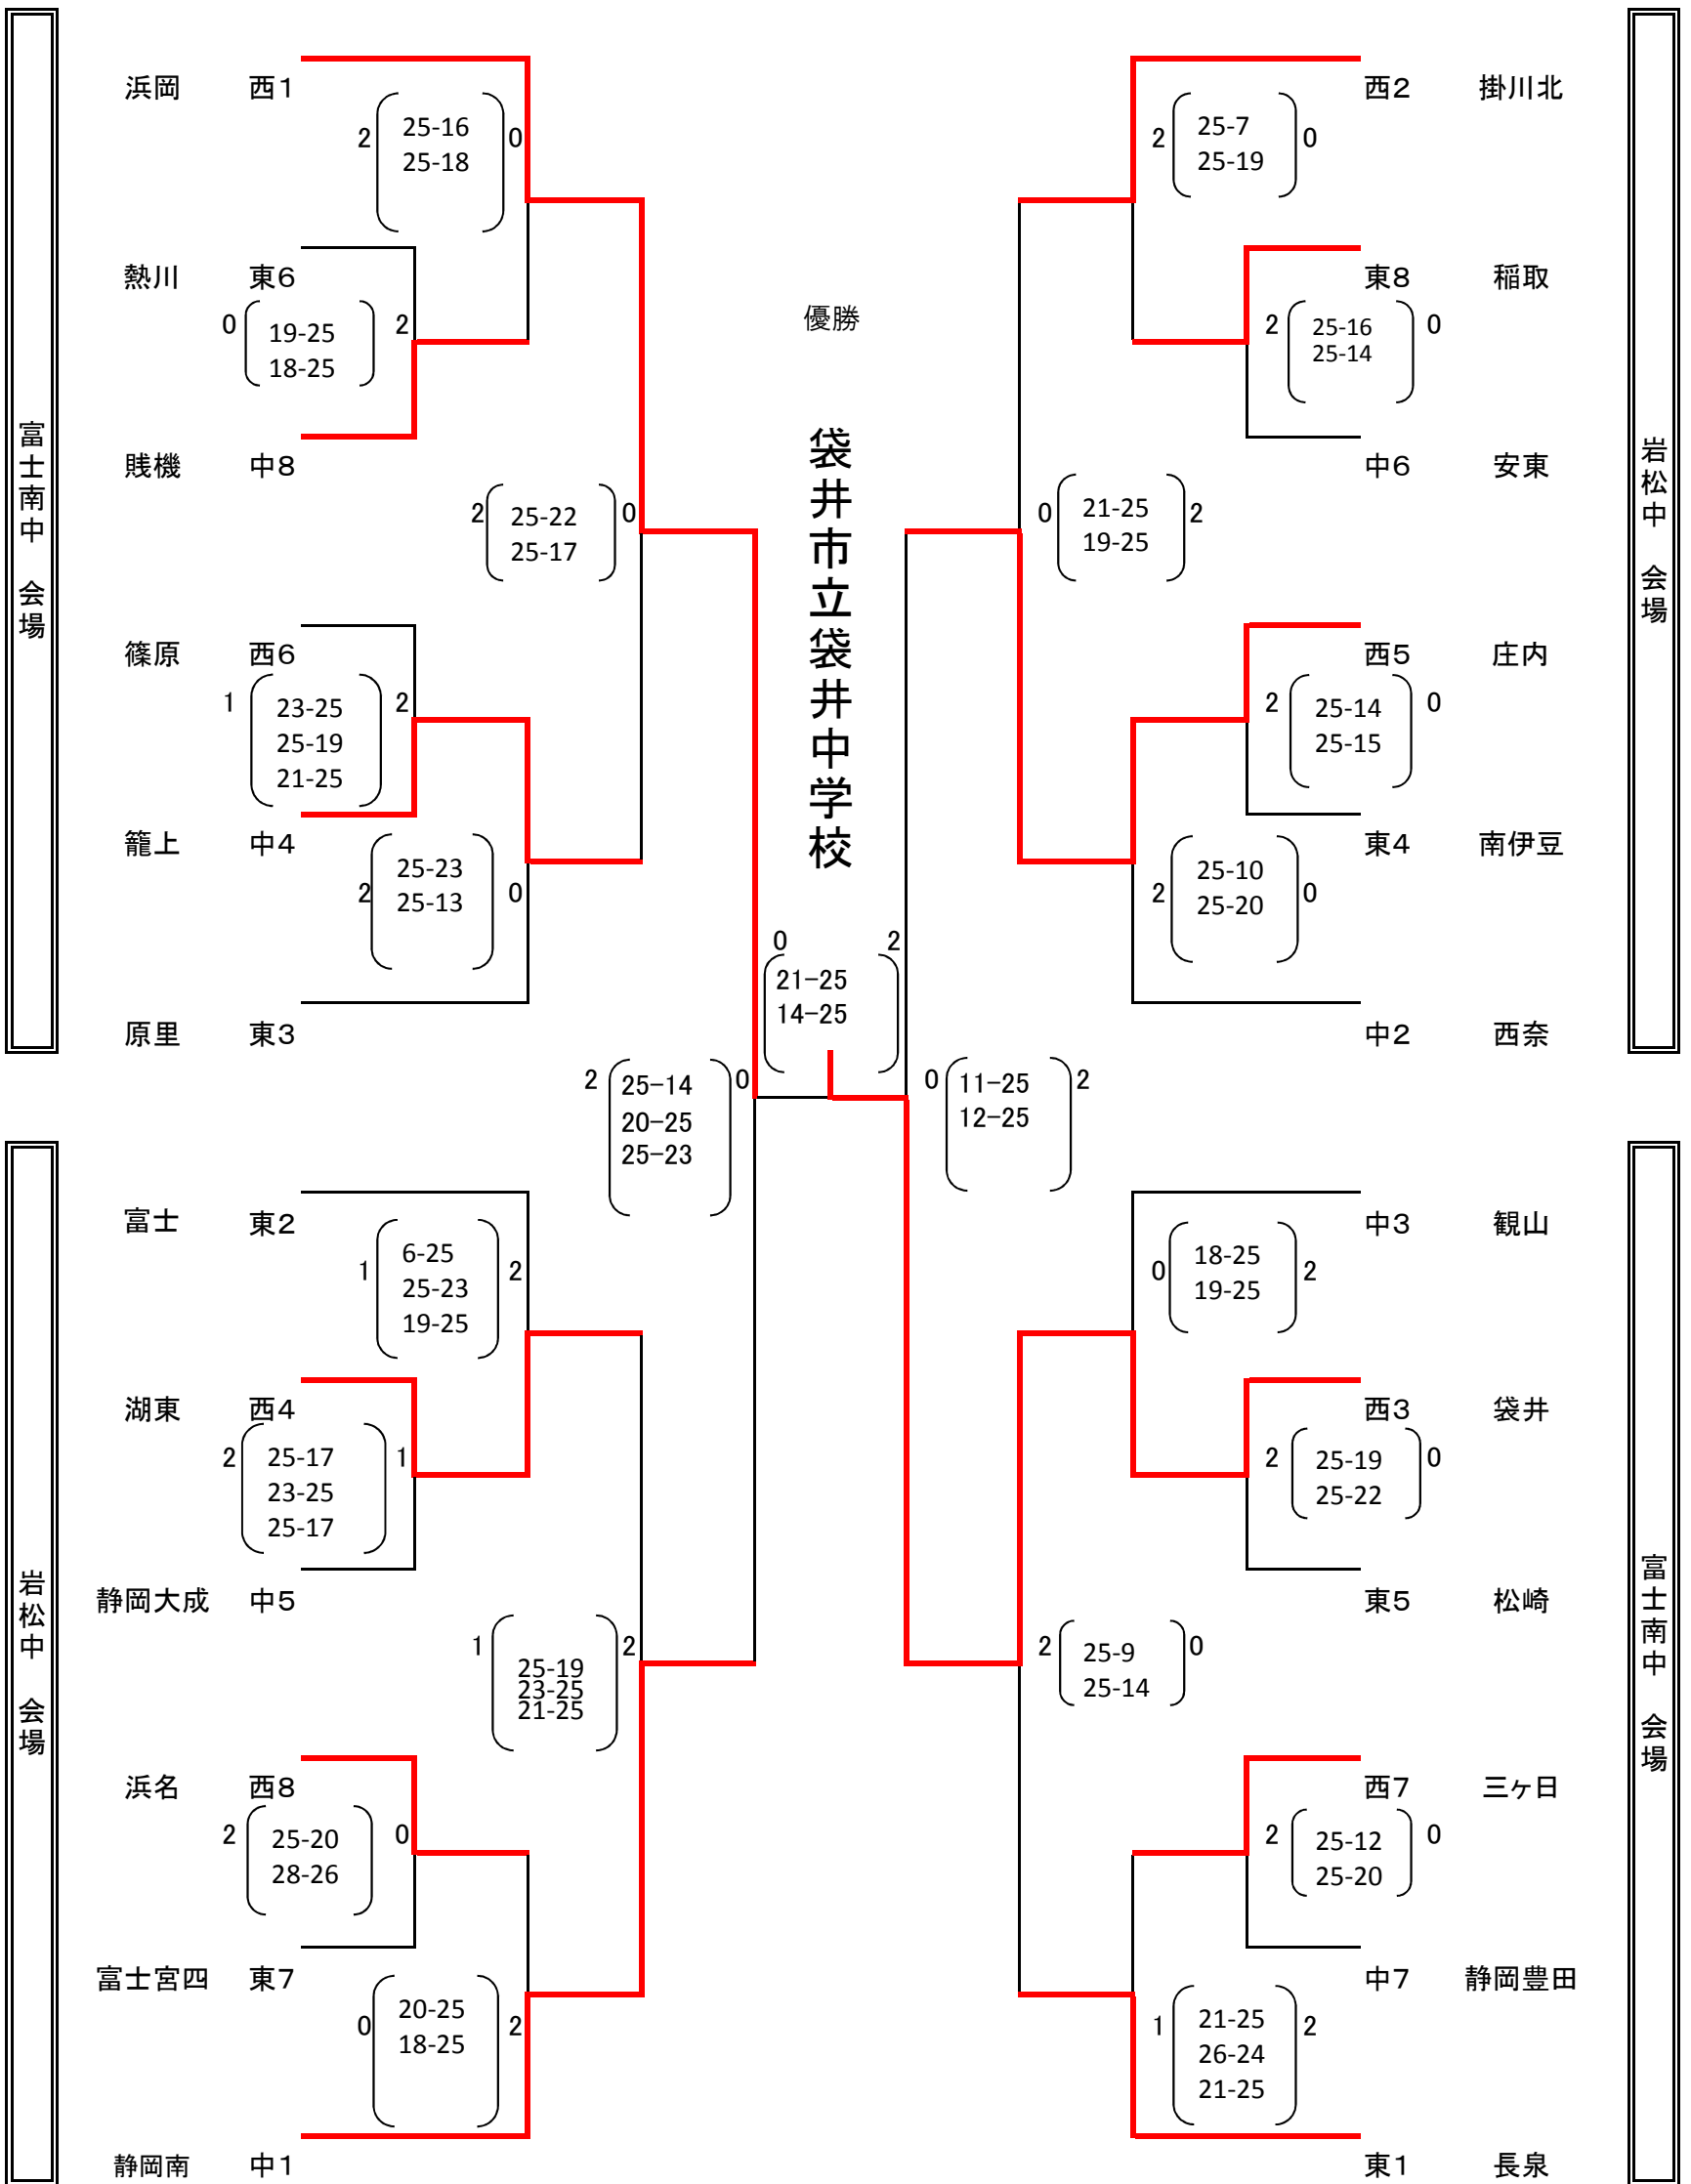 富士南中　会場
浜岡　西1
2　25-16　0
25-18
熱川　東6
0　19-25　2
18-25
賎機　中8
2　25-22　0
25-17
篠原　西6
1　23-25　2
25-19
21-25
籠上　中4
2　25-23　0
25-13
原里　東3
岩松中　会場
富士　東2
1　6-25　2
25-23
19-25
湖東　西4
2　25-17　1
23-25
25-17
静岡大成　中5
1　25-19　2
23-25
21-25
浜名　西8
2　25-20　0
28-26
富士宮四　東7
0　20-25　2
18-25
静岡南　中1
優勝
袋井市立袋井中学校
0　2
21-25
14-25
2　25-14　0
20-25
25-23
0　11-25　2
12-25
岩松中　会場
西2　掛川北
2　25-7　0
25-19
東8　稲取
2　25-16　0
25-14
中6　安東
0　21-25　2
19-25
西5　庄内
2　25-14　0
25-15
東4　南伊豆
2　25-10　0
25-20
中2　西奈
富士南中　会場
中3　観山
0　18-25　2
19-25
西3　袋井
2　25-19　0
25-22
東5　松崎
2　25-9　0
25-14
西7　三ヶ日
2　25-12　0
25-20
中7　静岡豊田
1　21-25　2
26-24
21-25
東1　長泉